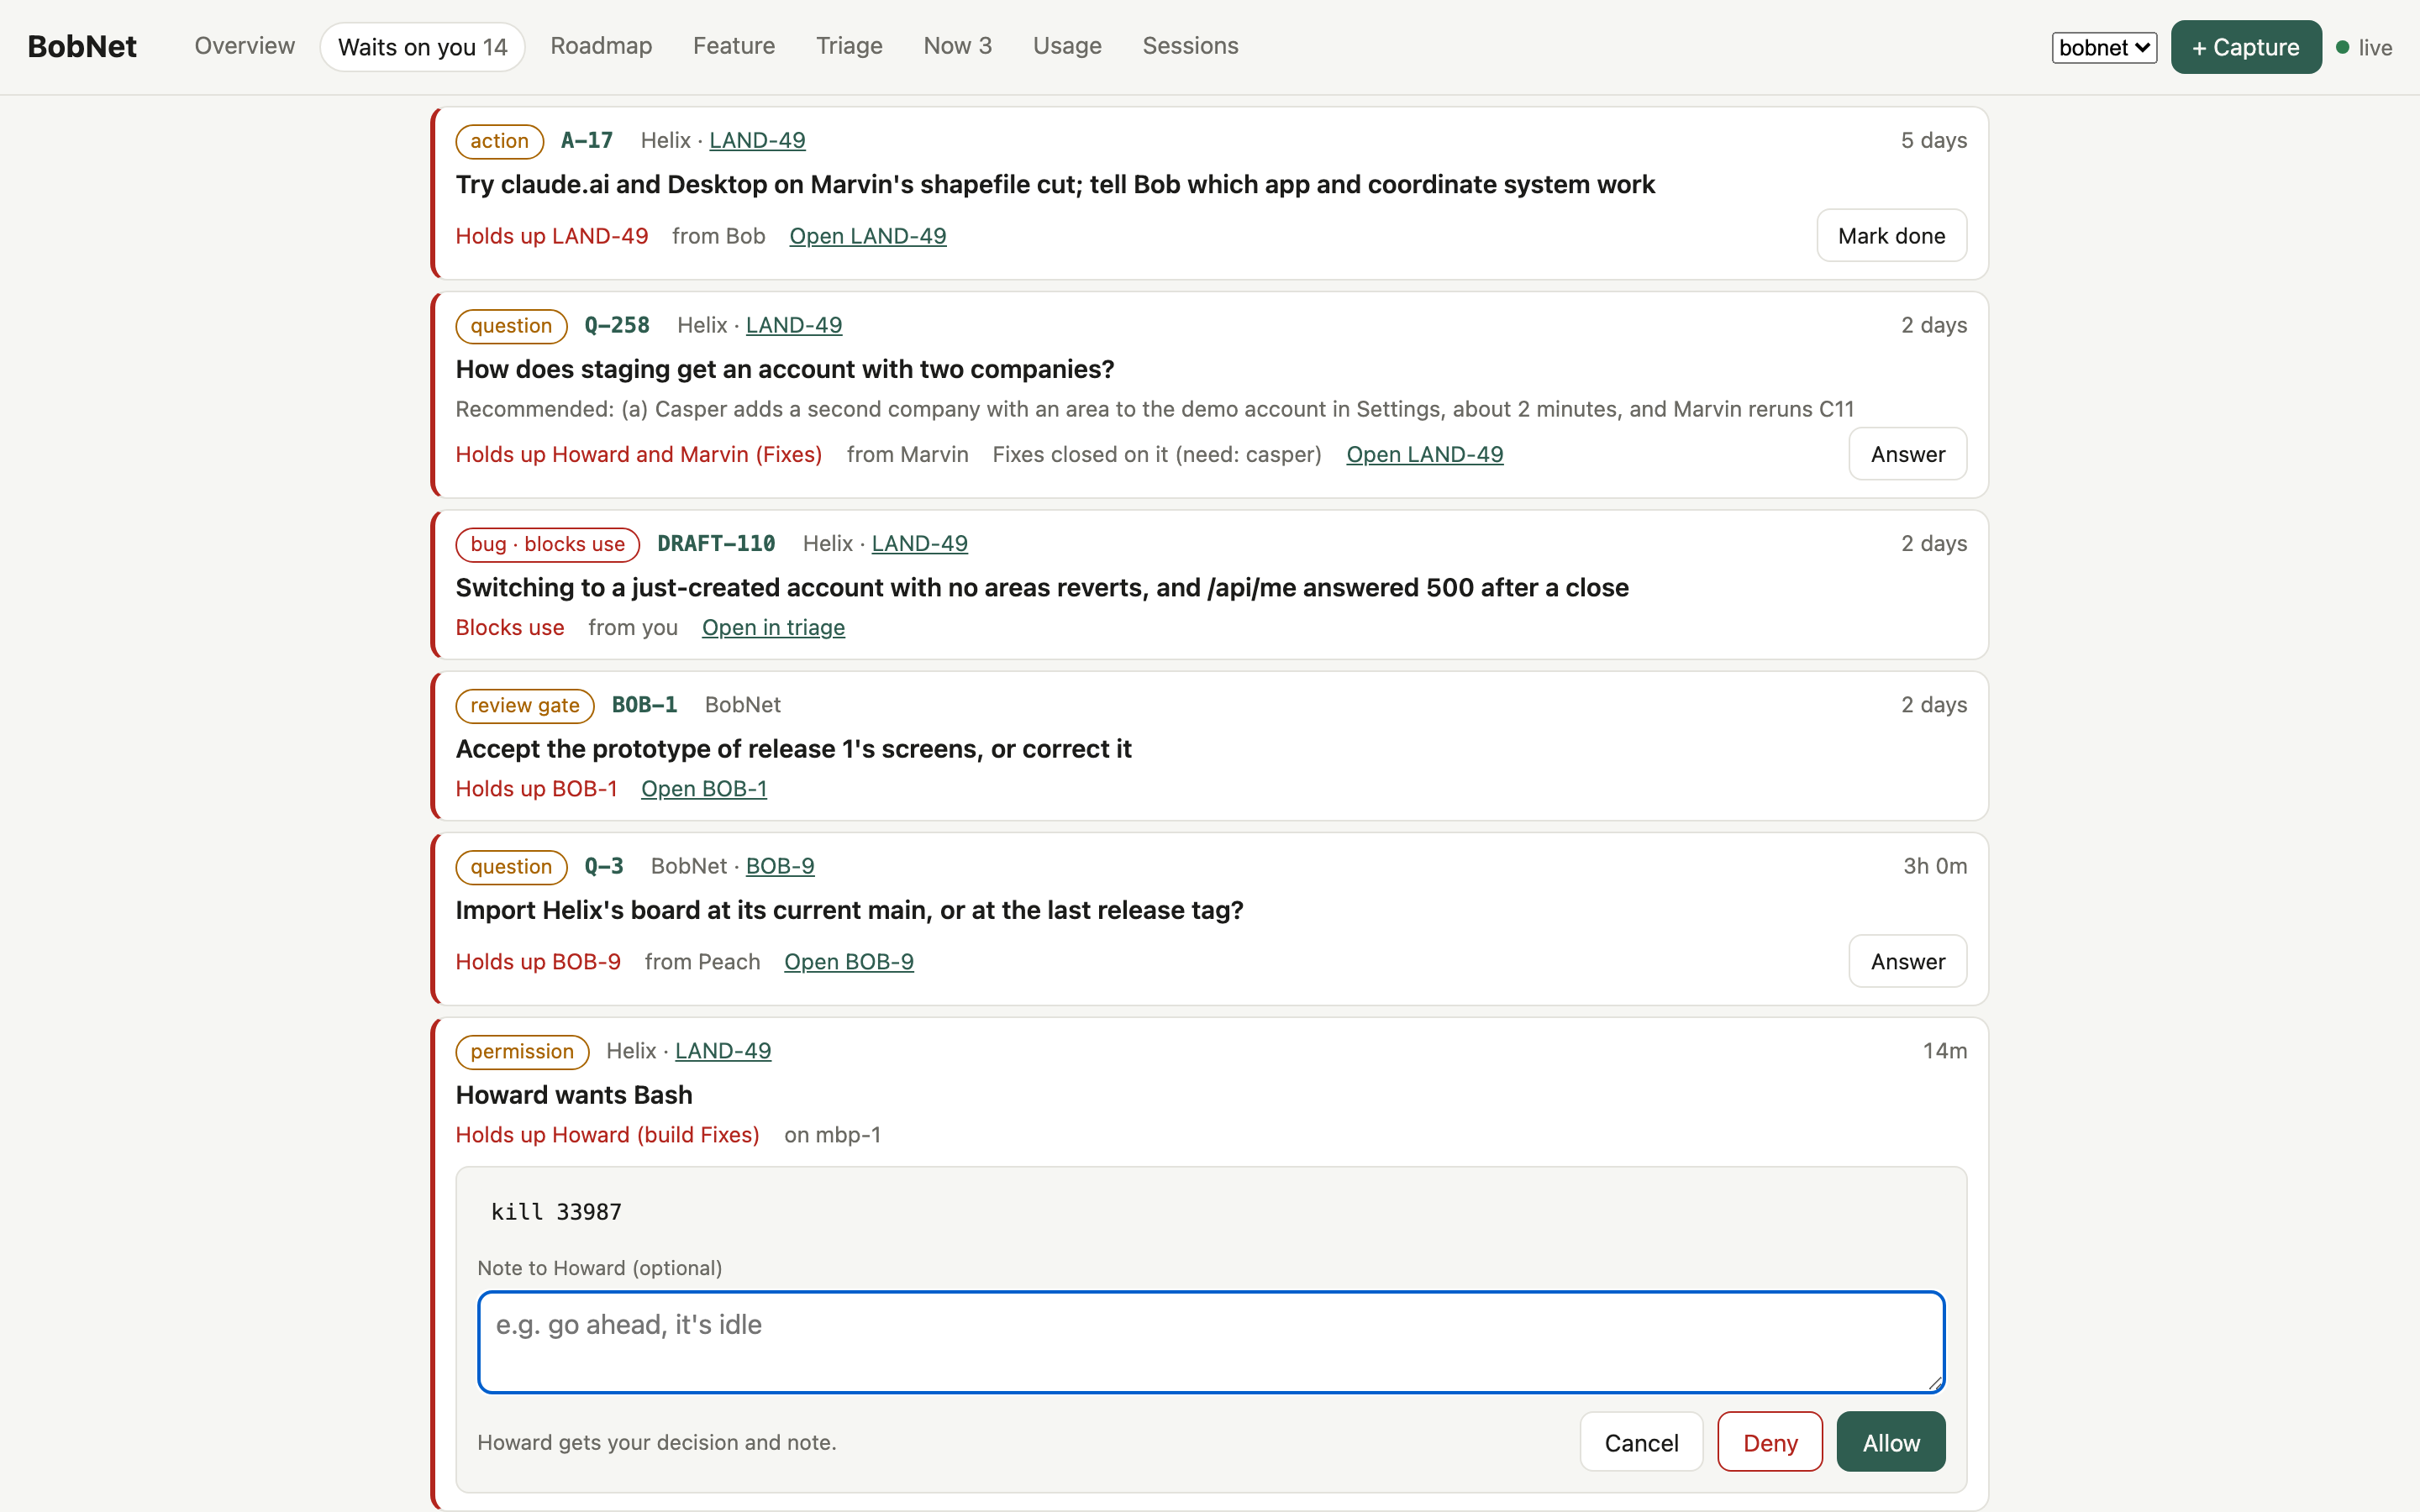 BobNet Overview Waits on you 14 Roadmap Feature Triage Now 3 Usage Sessions bobnet + Capture live
action A-17 Helix · LAND-49 5 days
Try claude.ai and Desktop on Marvin's shapefile cut; tell Bob which app and coordinate system work
Holds up LAND-49 from Bob Open LAND-49 Mark done
question Q-258 Helix · LAND-49 2 days
How does staging get an account with two companies?
Recommended: (a) Casper adds a second company with an area to the demo account in Settings, about 2 minutes, and Marvin reruns C11
Holds up Howard and Marvin (Fixes) from Marvin Fixes closed on it (need: casper) Open LAND-49 Answer
bug · blocks use DRAFT-110 Helix · LAND-49 2 days
Switching to a just-created account with no areas reverts, and /api/me answered 500 after a close
Blocks use from you Open in triage
review gate BOB-1 BobNet 2 days
Accept the prototype of release 1's screens, or correct it
Holds up BOB-1 Open BOB-1
question Q-3 BobNet · BOB-9 3h 0m
Import Helix's board at its current main, or at the last release tag?
Holds up BOB-9 from Peach Open BOB-9 Answer
permission Helix · LAND-49 14m
Howard wants Bash
Holds up Howard (build Fixes) on mbp-1
kill 33987
Note to Howard (optional)
e.g. go ahead, it's idle
Howard gets your decision and note. Cancel Deny Allow